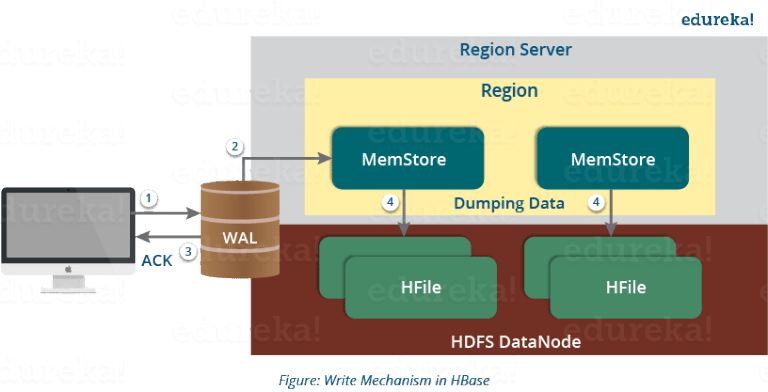 edureka!
Region Server
Region
2
MemStore
MemStore
1
4
Dumping Data
4
WAL
3
ACK
HFile
HFile
HDFS DataNode
Figure: Write Mechanism in HBase